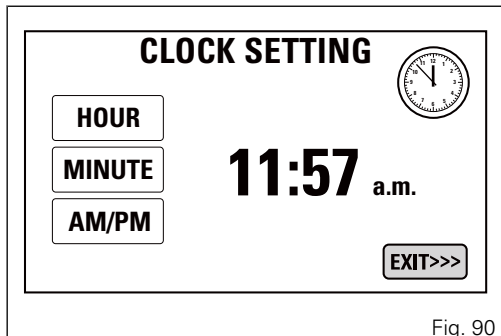 CLOCK SETTING
HOUR
MINUTE
AM/PM
11:57 a.m.
EXIT>>>
Fig. 90